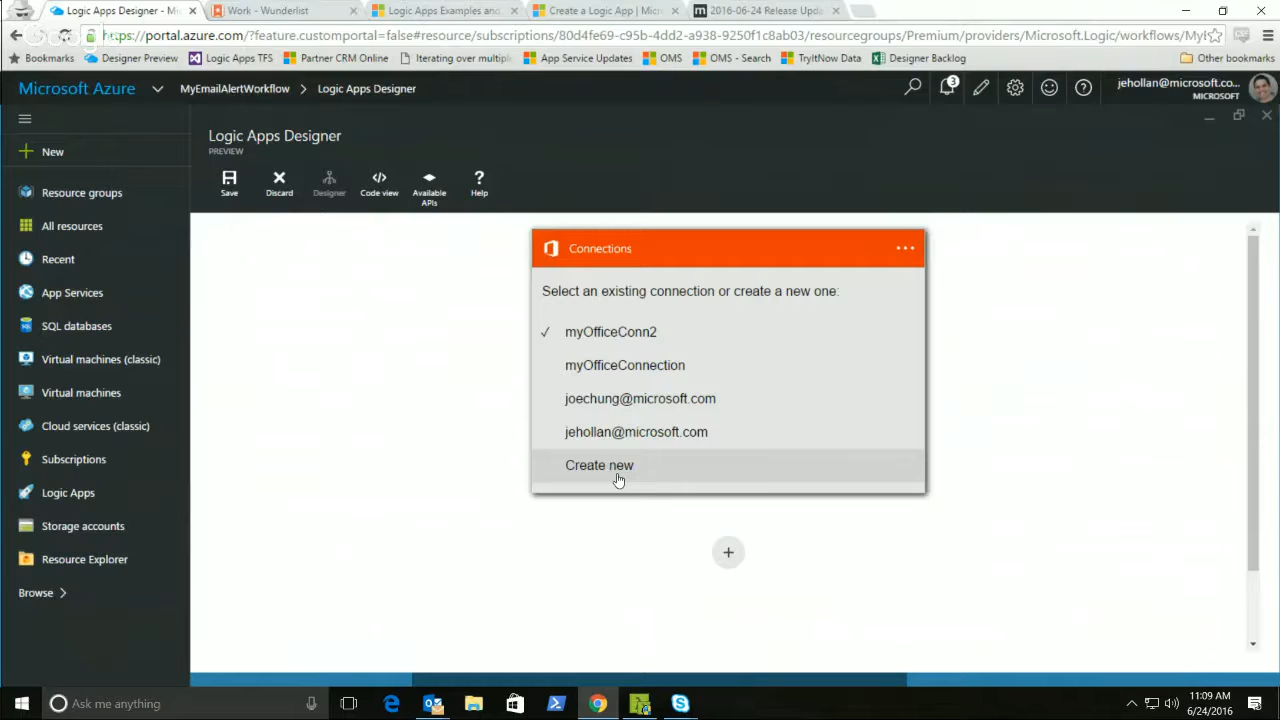 Logic Apps Designer - Mi
Work - Wunderlist
Logic Apps Examples and
Create a Logic App | Micr
2016-06-24 Release Upda
https://portal.azure.com/?feature.customportal=false#resource/subscriptions/80d4fe69-c95b-4dd2-a938-9250f1c8ab03/resourcegroups/Premium/providers/Microsoft.Logic/workflows/MyE
Bookmarks
Designer Preview
Logic Apps TFS
Partner CRM Online
Iterating over multip
App Service Updates
OMS
OMS - Search
TryItNow Data
Designer Backlog
Other bookmarks
Microsoft Azure
MyEmailAlertWorkflow
Logic Apps Designer
3
jehollan@microsoft.co...
MICROSOFT
New
Resource groups
All resources
Recent
App Services
SQL databases
Virtual machines (classic)
Virtual machines
Cloud services (classic)
Subscriptions
Logic Apps
Storage accounts
Resource Explorer
Browse
Logic Apps Designer
PREVIEW
Save
Discard
Designer
Code view
Available
APIs
Help
Connections
Select an existing connection or create a new one:
myOfficeConn2
myOfficeConnection
joechung@microsoft.com
jehollan@microsoft.com
Create new
Ask me anything
11:09 AM
6/24/2016